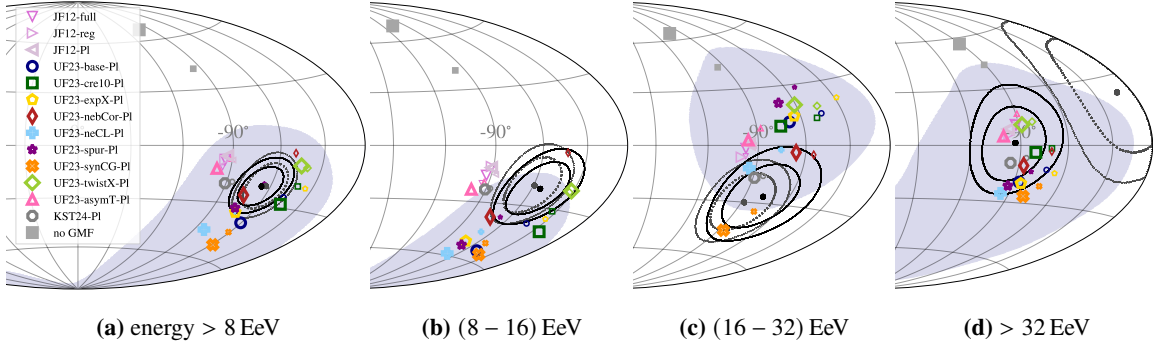 JF12-full
JF12-reg
JF12-Pl
UF23-base-Pl
UF23-cre10-Pl
UF23-expX-Pl
UF23-nebCor-Pl
UF23-neCL-Pl
UF23-spur-Pl
UF23-synCG-Pl
UF23-twistX-Pl
UF23-asymT-Pl
KST24-Pl
no GMF
-90°
-90°
-90°
-90°
(a) energy > 8 EeV
(b) (8 − 16) EeV
(c) (16 − 32) EeV
(d) > 32 EeV